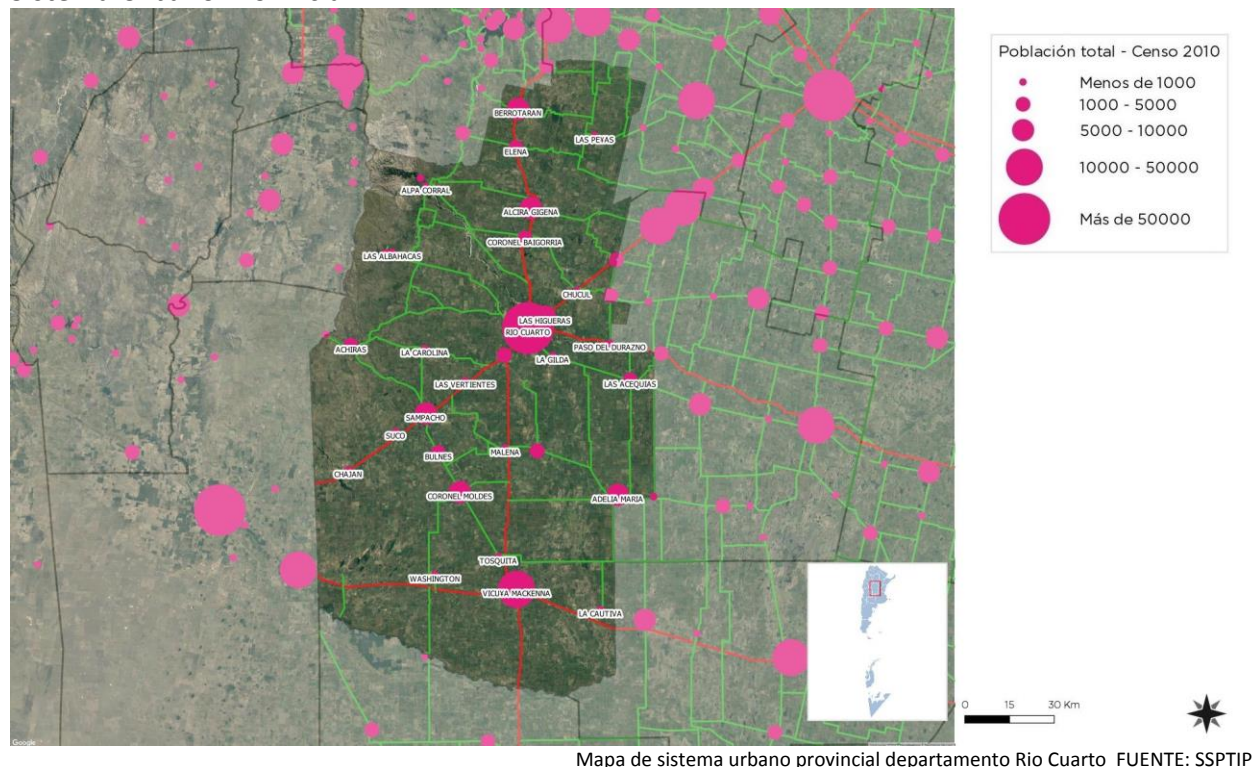 Población total - Censo 2010
Menos de 1000
1000 - 5000
5000 - 10000
10000 - 50000
Más de 50000
BERROTARAN
LAS PE¥AS
ELENA
ALPA CORRAL
ALCIRA GIGENA
CORONEL BAIGORRIA
LAS ALBAHACAS
CHUCUL
LAS HIGUERAS
RIO CUARTO
ACHIRAS
LA CAROLINA
LA GILDA
PASO DEL DURAZNO
LAS VERTIENTES
LAS ACEQUIAS
SAMPACHO
SUCO
BULNES
MALENA
CHAJAN
CORONEL MOLDES
ADELIA MARIA
TOSQUITA
WASHINGTON
VICU¥A MACKENNA
LA CAUTIVA
0 15 30 Km
Google
Mapa de sistema urbano provincial departamento Rio Cuarto FUENTE: SSPTIP